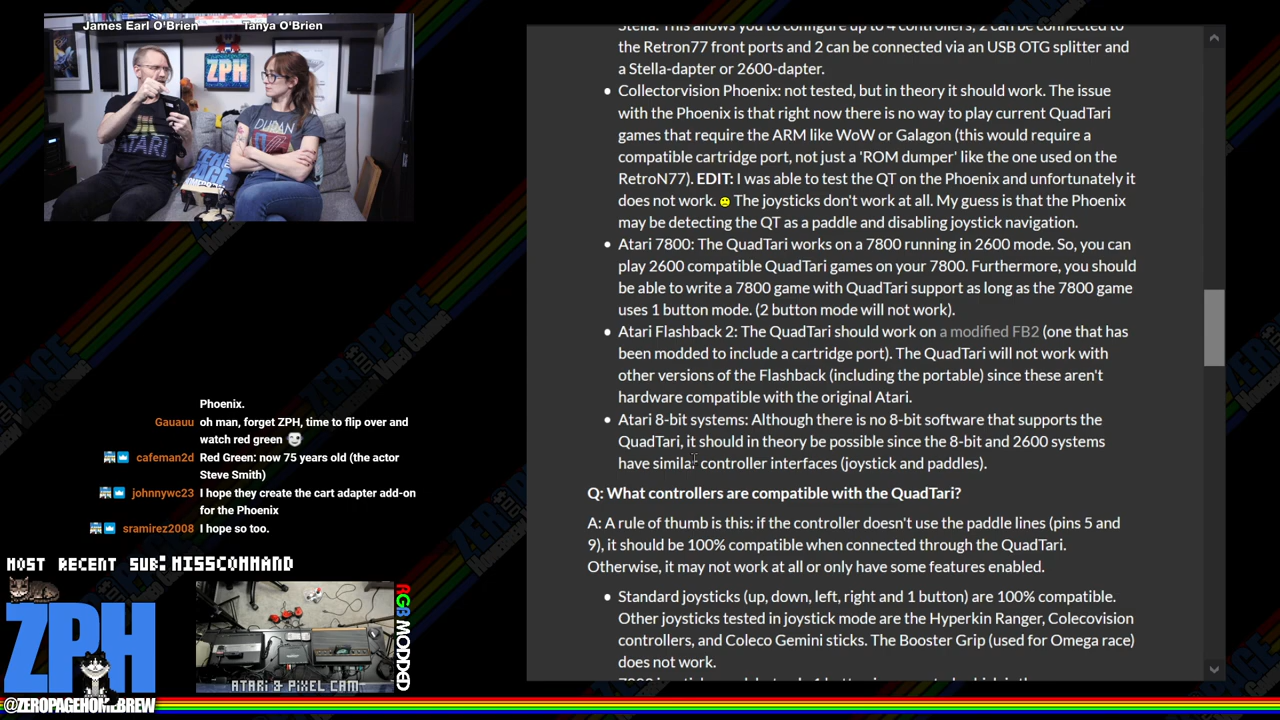 James Earl O'Brien
Tanya O'Brien
ATARI
ZPH
DURAN
Stella. This allows you to configure up to 4 controllers, 2 can be connected to
the Retron77 front ports and 2 can be connected via an USB OTG splitter and
a Stella-dapter or 2600-dapter.
Collectorvision Phoenix: not tested, but in theory it should work. The issue
with the Phoenix is that right now there is no way to play current QuadTari
games that require the ARM like WoW or Galagon (this would require a
compatible cartridge port, not just a 'ROM dumper' like the one used on the
RetroN77). EDIT: I was able to test the QT on the Phoenix and unfortunately it
does not work. The joysticks don't work at all. My guess is that the Phoenix
may be detecting the QT as a paddle and disabling joystick navigation.
Atari 7800: The QuadTari works on a 7800 running in 2600 mode. So, you can
play 2600 compatible QuadTari games on your 7800. Furthermore, you should
be able to write a 7800 game with QuadTari support as long as the 7800 game
uses 1 button mode. (2 button mode will not work).
Atari Flashback 2: The QuadTari should work on a modified FB2 (one that has
been modded to include a cartridge port). The QuadTari will not work with
other versions of the Flashback (including the portable) since these aren't
hardware compatible with the original Atari.
Atari 8-bit systems: Although there is no 8-bit software that supports the
QuadTari, it should in theory be possible since the 8-bit and 2600 systems
have similar controller interfaces (joystick and paddles).
Q: What controllers are compatible with the QuadTari?
A: A rule of thumb is this: if the controller doesn't use the paddle lines (pins 5 and
9), it should be 100% compatible when connected through the QuadTari.
Otherwise, it may not work at all or only have some features enabled.
Standard joysticks (up, down, left, right and 1 button) are 100% compatible.
Other joysticks tested in joystick mode are the Hyperkin Ranger, Colecovision
controllers, and Coleco Gemini sticks. The Booster Grip (used for Omega race)
does not work.
Phoenix.
Gauauu oh man, forget ZPH, time to flip over and
watch red green
cafeman2d Red Green: now 75 years old (the actor
Steve Smith)
johnnywc23 I hope they create the cart adapter add-on
for the Phoenix
sramirez2008 I hope so too.
MOST RECENT SUB: MISSCOMMAND
ZPH
@ZEROPAGEHOMEBREW
ATARI & PIXEL CAM
RGB MODDED